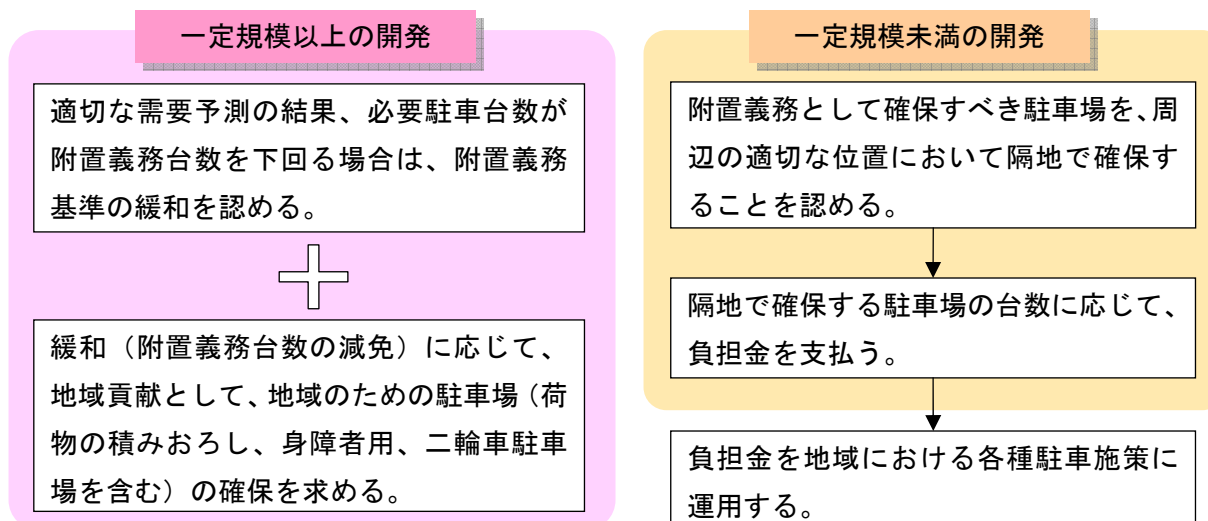 一定規模以上の開発
適切な需要予測の結果、必要駐車台数が
附置義務台数を下回る場合は、附置義務
基準の緩和を認める。
緩和（附置義務台数の減免）に応じて、
地域貢献として、地域のための駐車場（荷
物の積みおろし、身障者用、二輪車駐車
場を含む）の確保を求める。
一定規模未満の開発
附置義務として確保すべき駐車場を、周
辺の適切な位置において隔地で確保す
ることを認める。
隔地で確保する駐車場の台数に応じて、
負担金を支払う。
負担金を地域における各種駐車施策に
運用する。